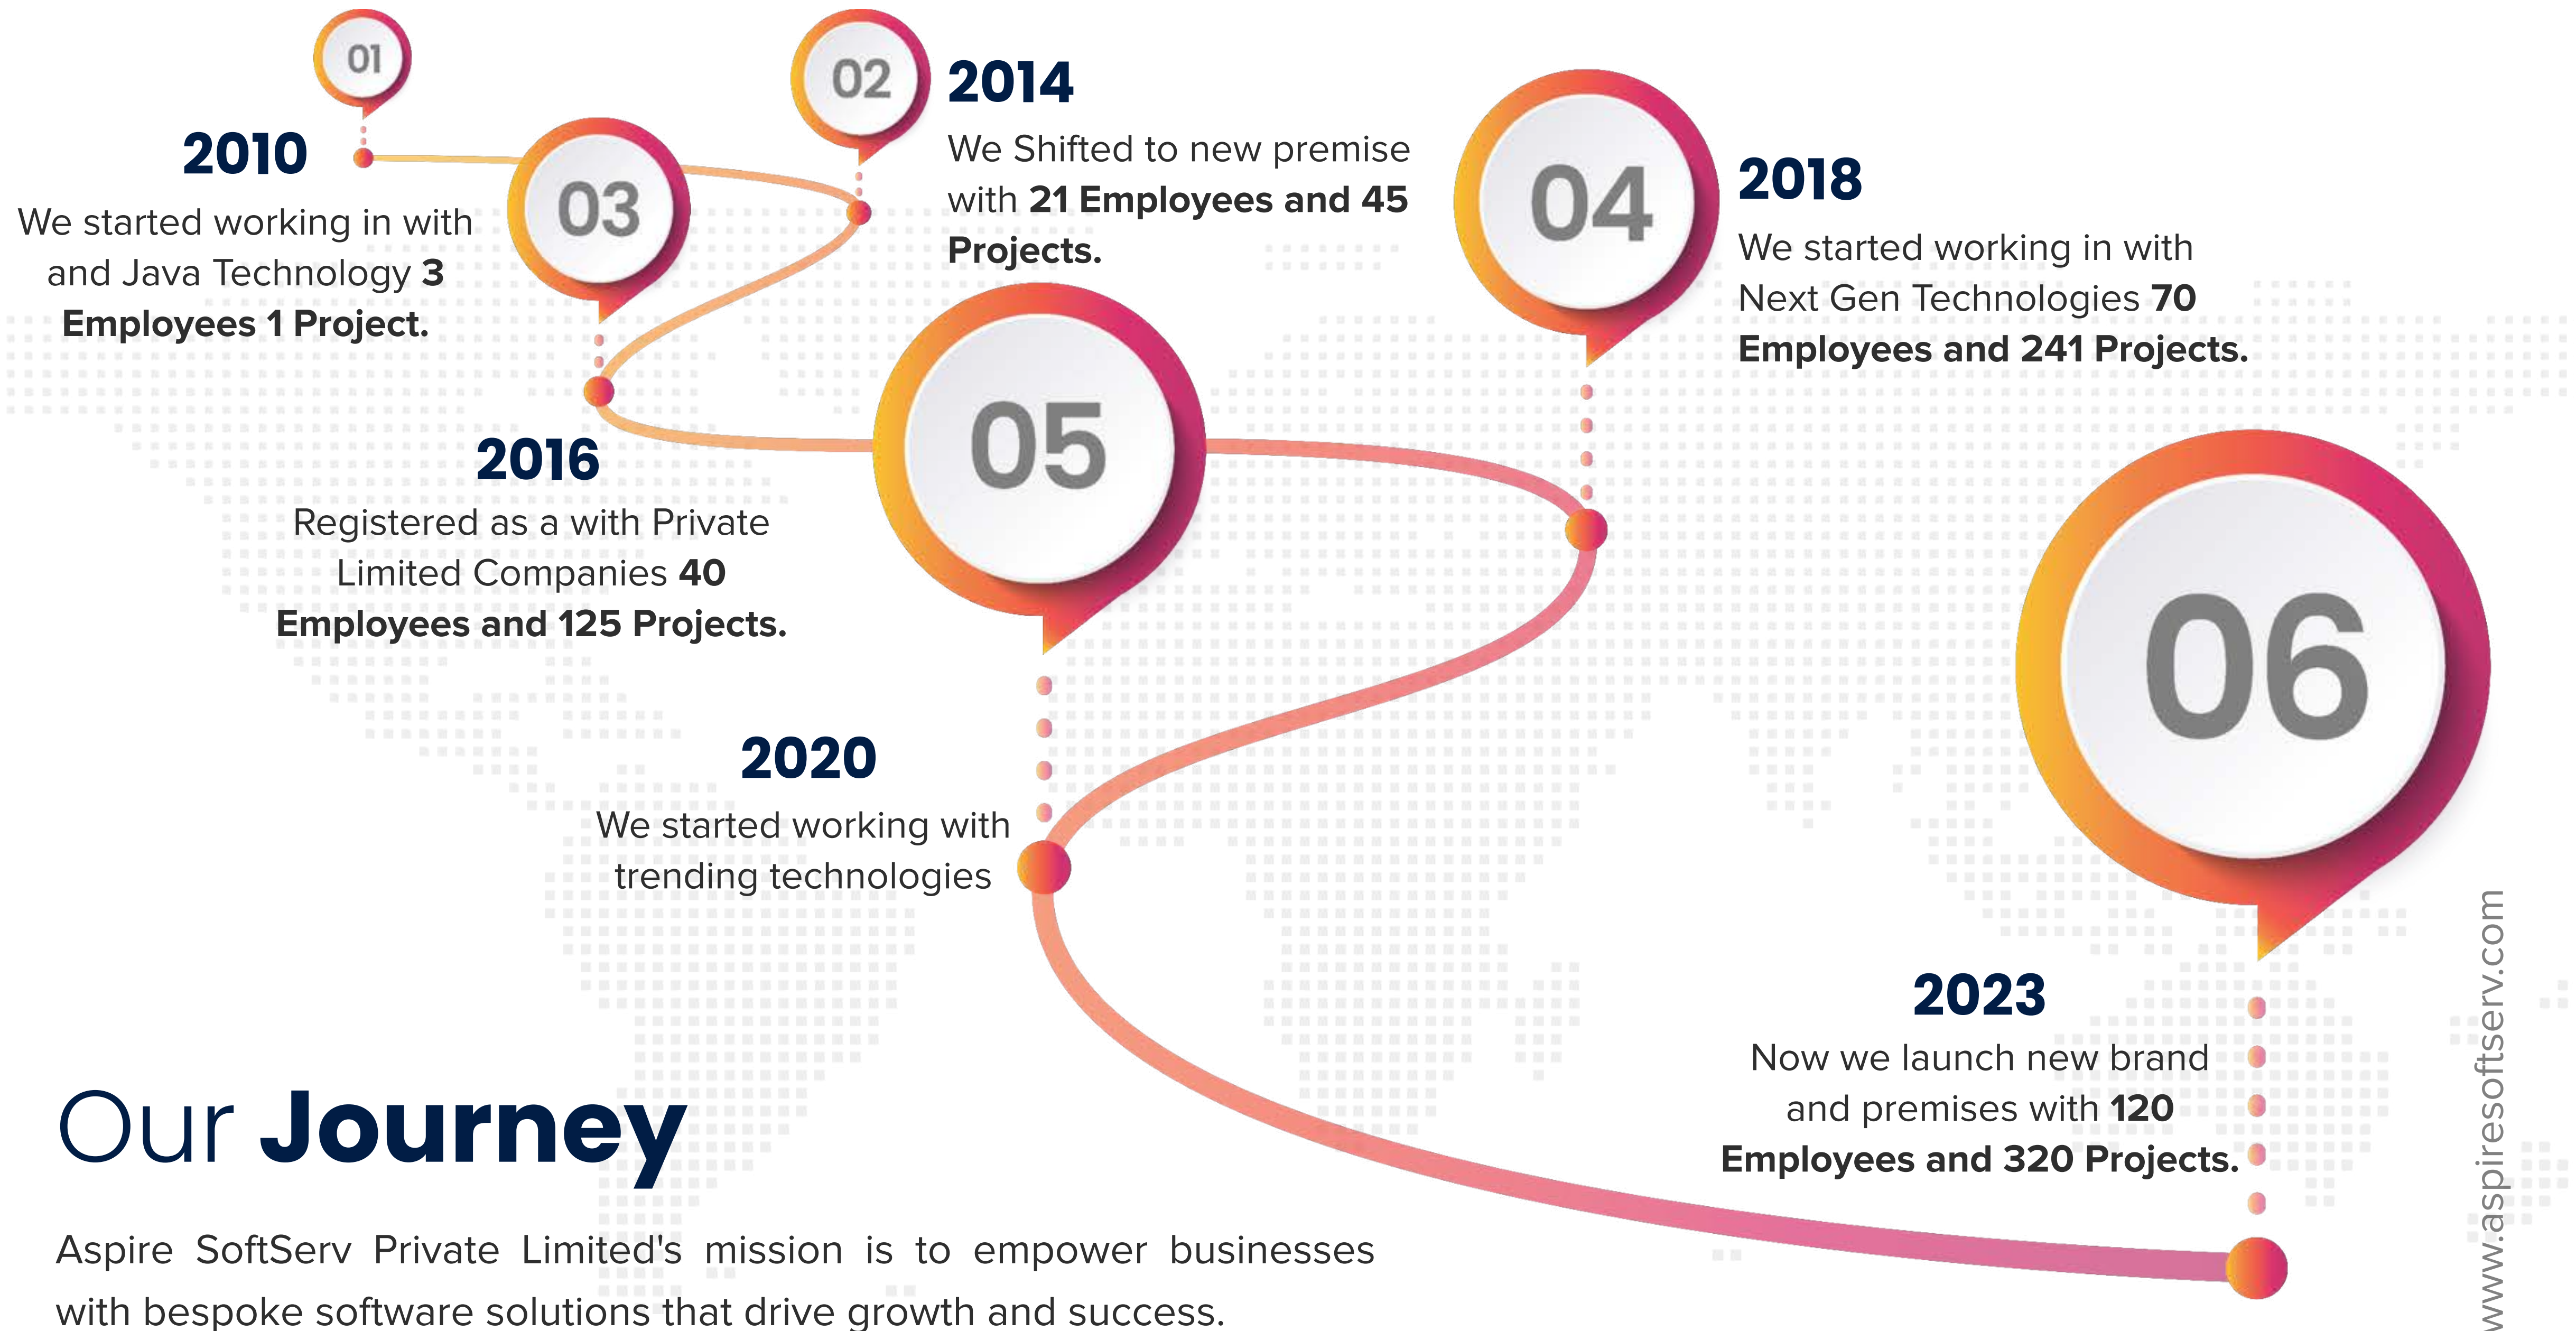 01
2010
We started working in with
and Java Technology 3
Employees 1 Project.
02
2014
We Shifted to new premise
with 21 Employees and 45
Projects.
03
2016
Registered as a with Private
Limited Companies 40
Employees and 125 Projects.
04
2018
We started working in with
Next Gen Technologies 70
Employees and 241 Projects.
05
2020
We started working with
trending technologies
06
2023
Now we launch new brand
and premises with 120
Employees and 320 Projects.
Our Journey
Aspire SoftServ Private Limited's mission is to empower businesses
with bespoke software solutions that drive growth and success.
www.aspiresoftserv.com